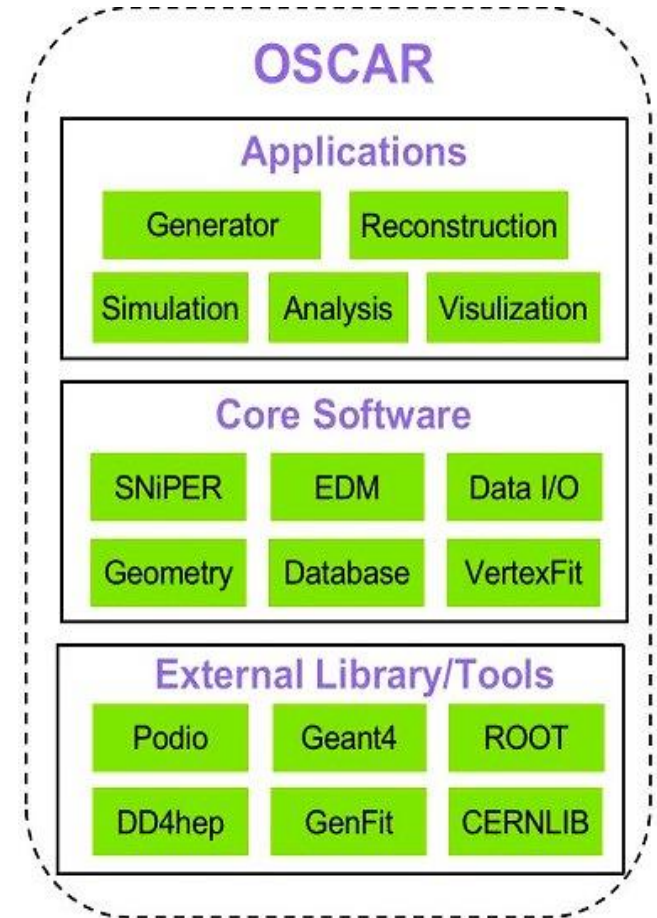 OSCAR
Applications
Generator Reconstruction
Simulation Analysis Visulization
Core Software
SNiPER EDM Data I/O
Geometry Database VertexFit
External Library/Tools
Podio Geant4 ROOT
DD4hep GenFit CERNLIB